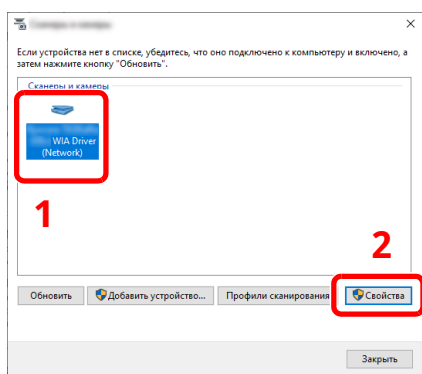 Если устройства нет в списке, убедитесь, что оно подключено к компьютеру и включено, а
затем нажмите кнопку "Обновить".
Сканеры и камеры
WIA Driver
(Network)
1
2
Обновить
Добавить устройство...
Профили сканирования
Свойства
Закрыть